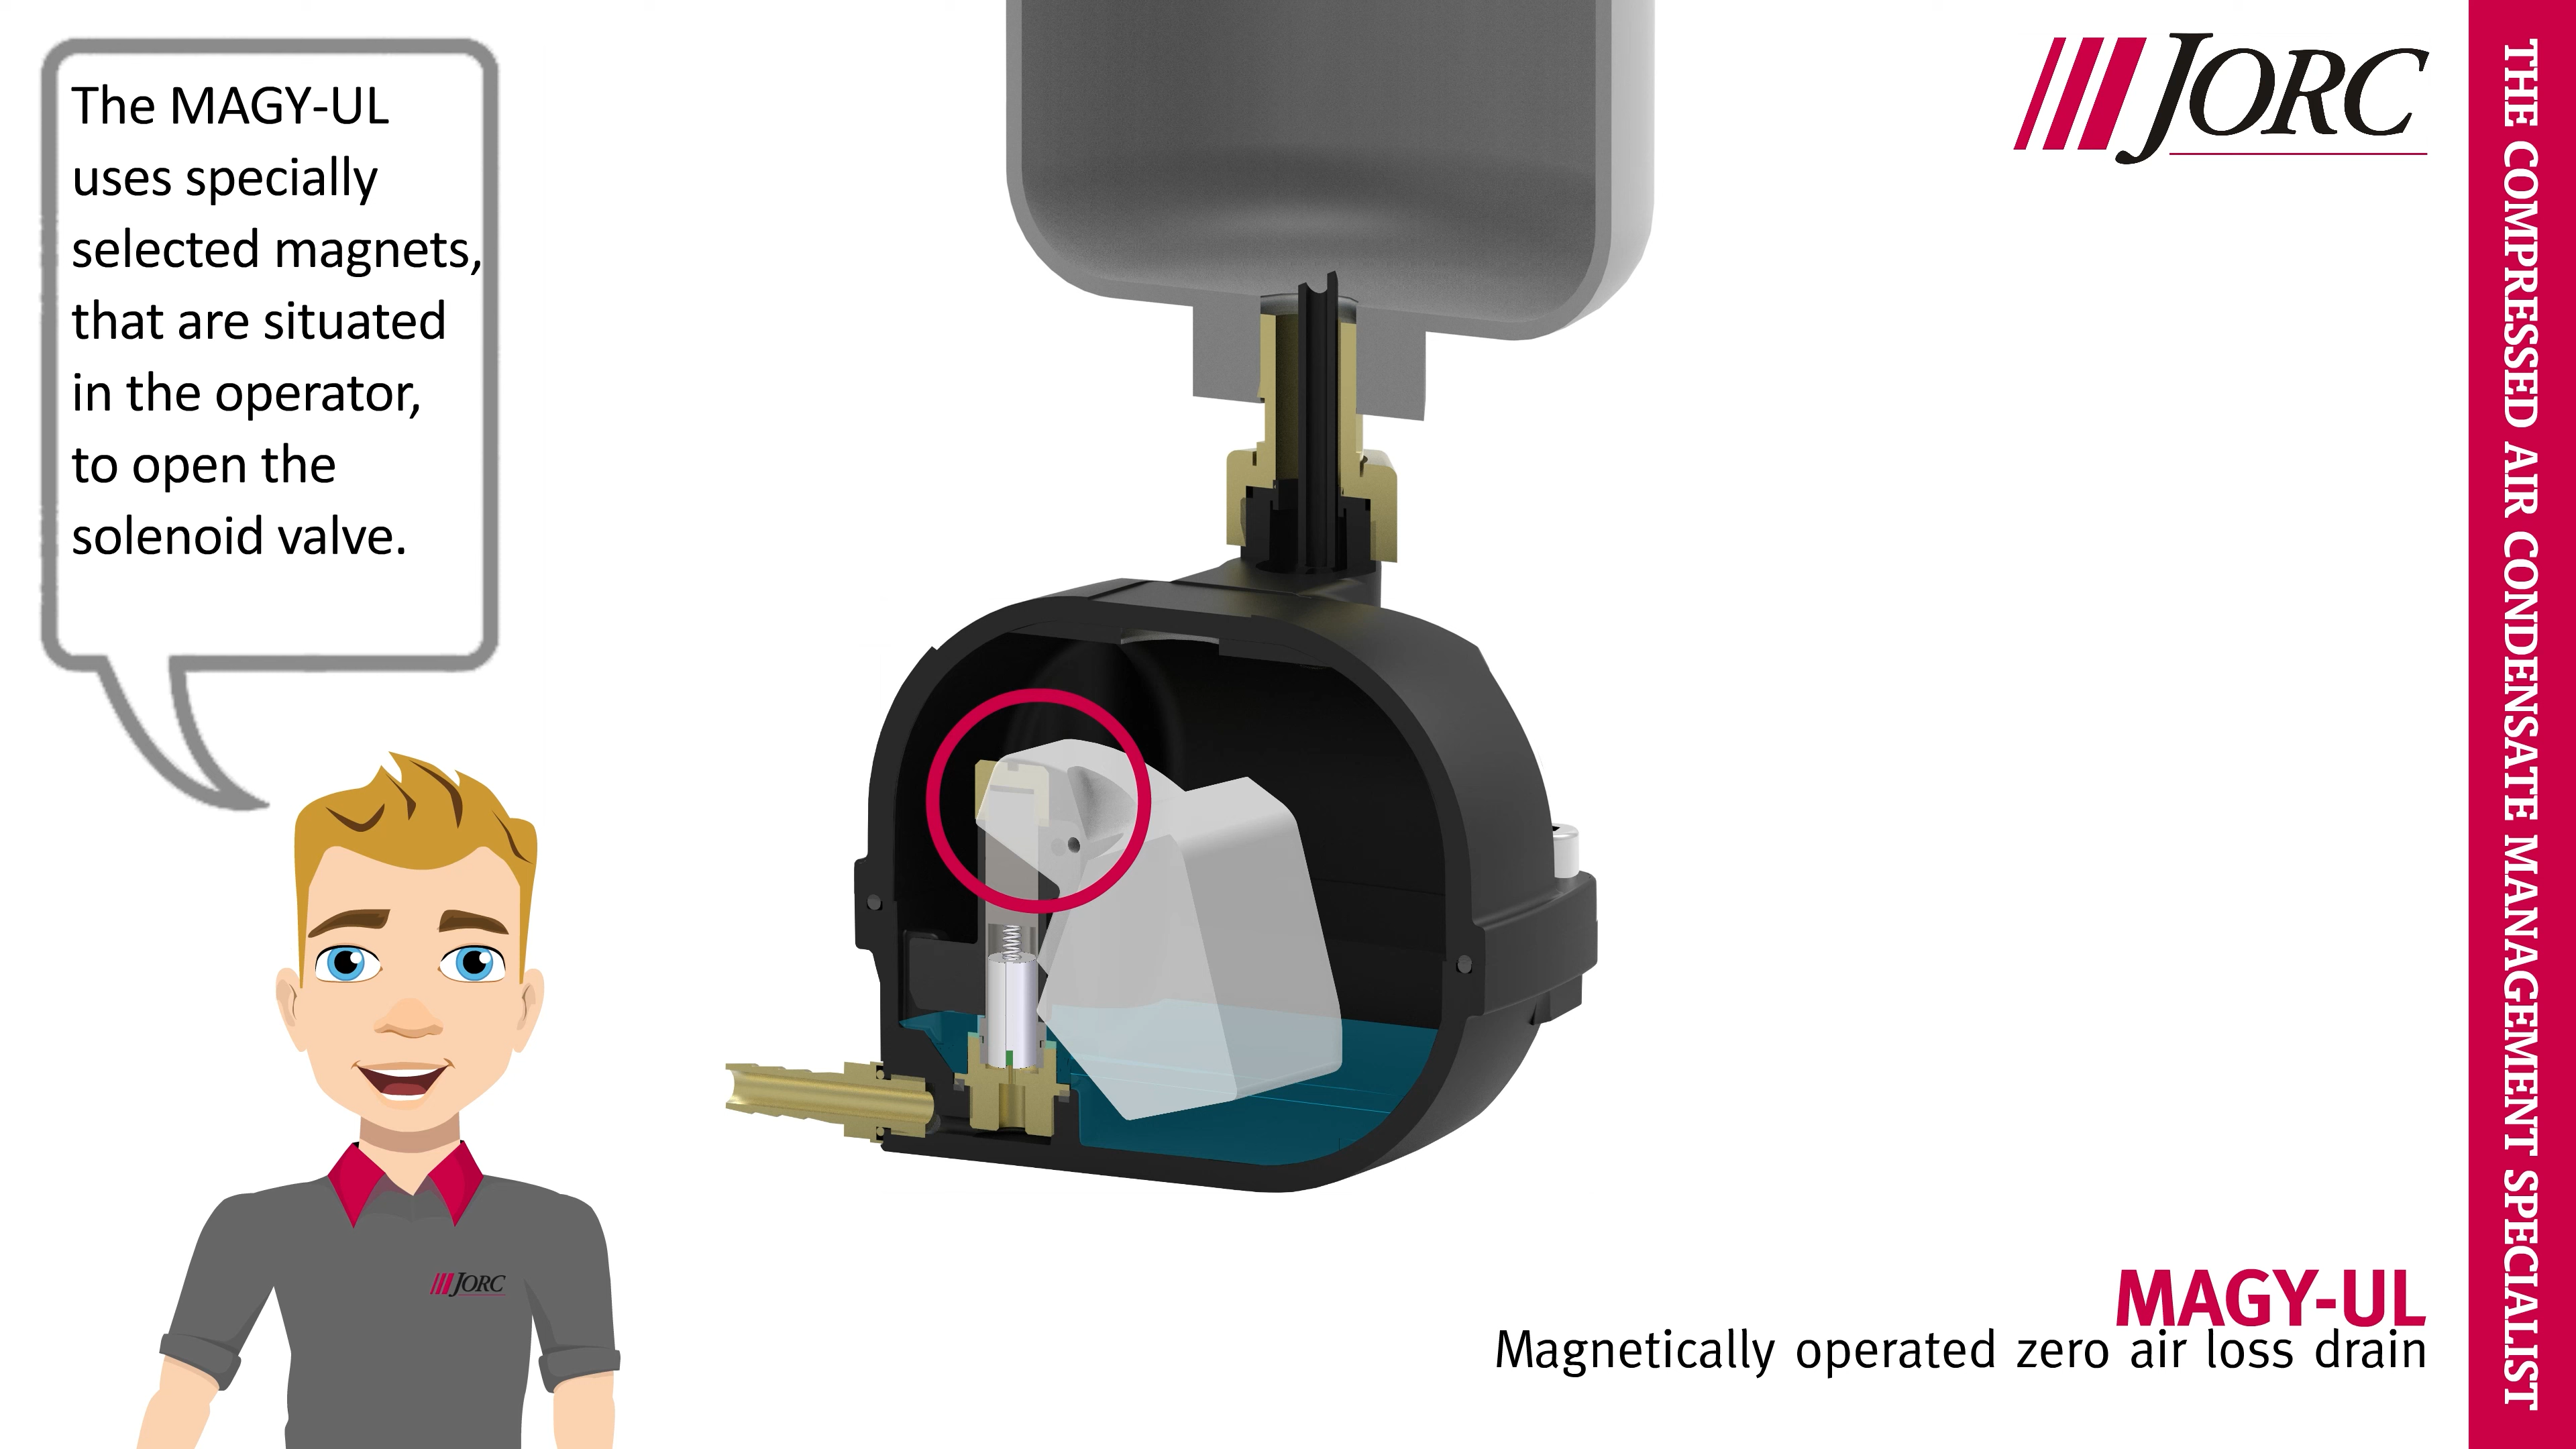 The MAGY-UL
uses specially
selected magnets,
that are situated
in the operator,
to open the
solenoid valve.
JORC
JORC
THE COMPRESSED AIR CONDENSATE MANAGEMENT SPECIALIST
MAGY-UL
Magnetically operated zero air loss drain